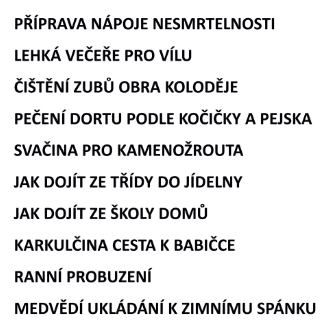 PŘÍPRAVA NÁPOJE NESMRTELNOSTI
LEHKÁ VEČEŘE PRO VÍLU
ČIŠTĚNÍ ZUBŮ OBRA KOLODĚJE
PEČENÍ DORTU PODLE KOČIČKY A PEJSKA
SVAČINA PRO KAMENOŽROUTA
JAK DOJÍT ZE TŘÍDY DO JÍDELNY
JAK DOJÍT ZE ŠKOLY DOMŮ
KARKULČINA CESTA K BABIČCE
RANNÍ PROBUZENÍ
MEDVĚDÍ UKLÁDÁNÍ K ZIMNÍMU SPÁNKU